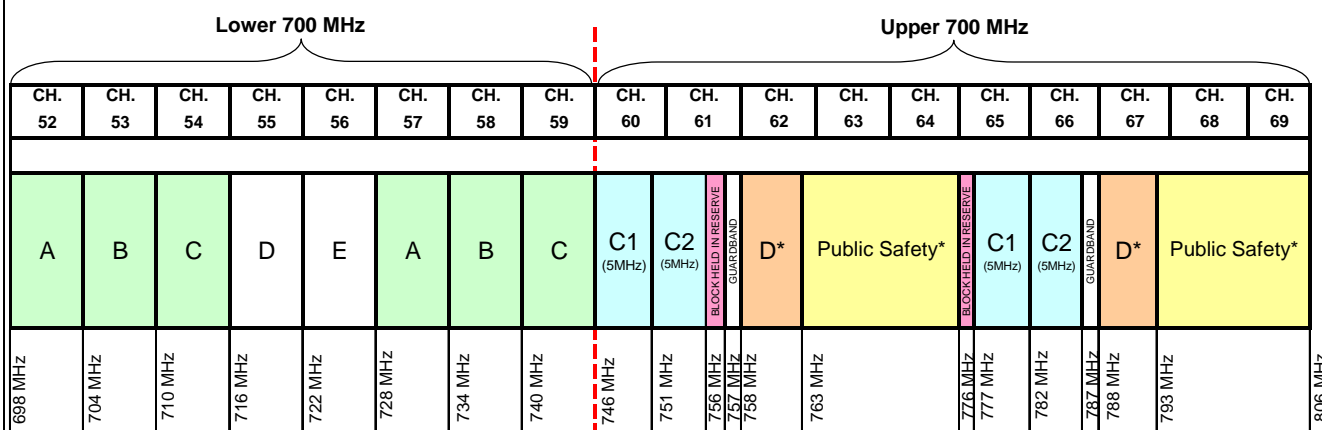 Lower 700 MHz Upper 700 MHz
CH. CH. CH. CH. CH. CH. CH. CH. CH. CH. CH. CH. CH. CH. CH. CH. CH. CH.
52 53 54 55 56 57 58 59 60 61 62 63 64 65 66 67 68 69
A B C D E A B C C1 C2 BLOCK HELD IN RESERVE GUARDBAND D* Public Safety* BLOCK HELD IN RESERVE C1 C2 GUARDBAND D* Public Safety*
(5MHz) (5MHz) (5MHz) (5MHz)
698 MHz
704 MHz
710 MHz
716 MHz
722 MHz
728 MHz
734 MHz
740 MHz
746 MHz
751 MHz
756 MHz
757 MHz
758 MHz
763 MHz
776 MHz
777 MHz
782 MHz
787 MHz
788 MHz
793 MHz
806 MHz